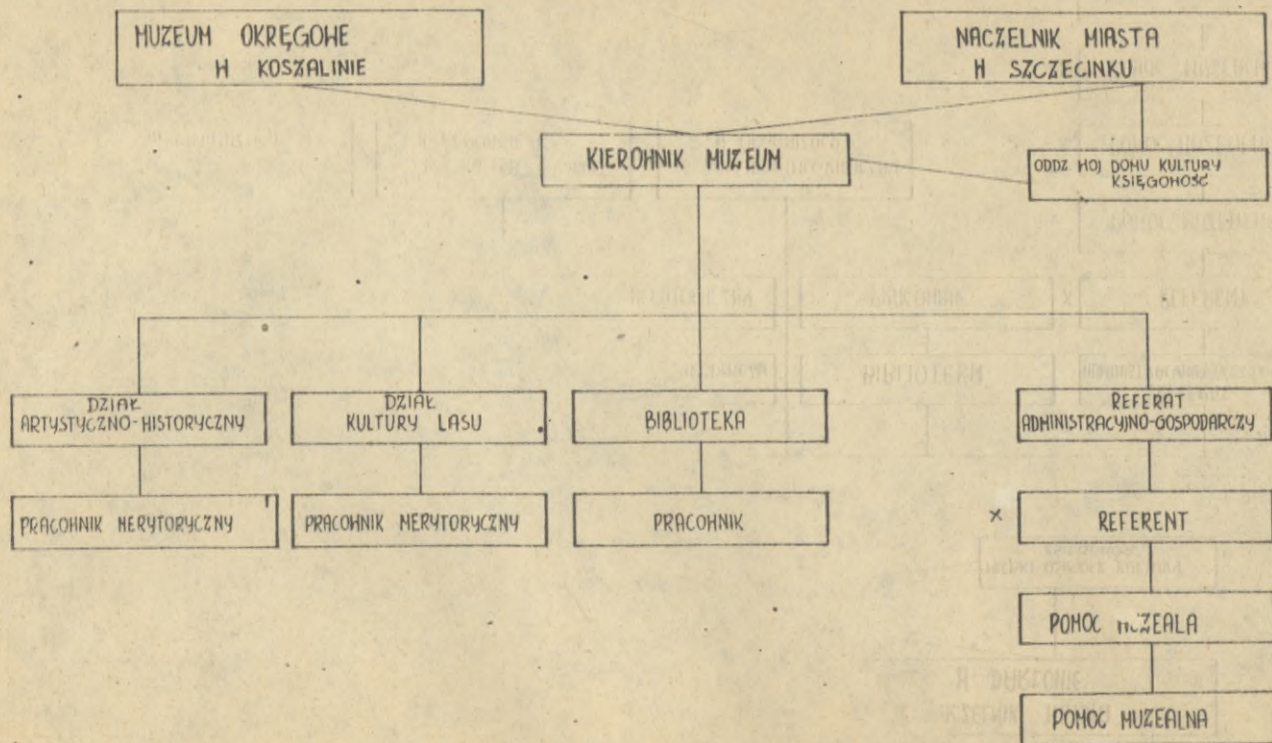 MUZEUM OKRĘGOWE
W KOSZALINIE
NACZELNIK MIASTA
W SZCZECINKU
KIEROWNIK MUZEUM
ODDZ WOJ DOMU KULTURY
KSIĘGOWOŚĆ
DZIAŁ
ARTYSTYCZNO-HISTORYCZNY
DZIAŁ
KULTURY LASU
BIBLIOTEKA
REFERAT
ADMINISTRACYJNO-GOSPODARCZY
PRACOWNIK MERYTORYCZNY
PRACOWNIK MERYTORYCZNY
PRACOWNIK
x
REFERENT
POMOC MUZEALA
POMOC MUZEALNA